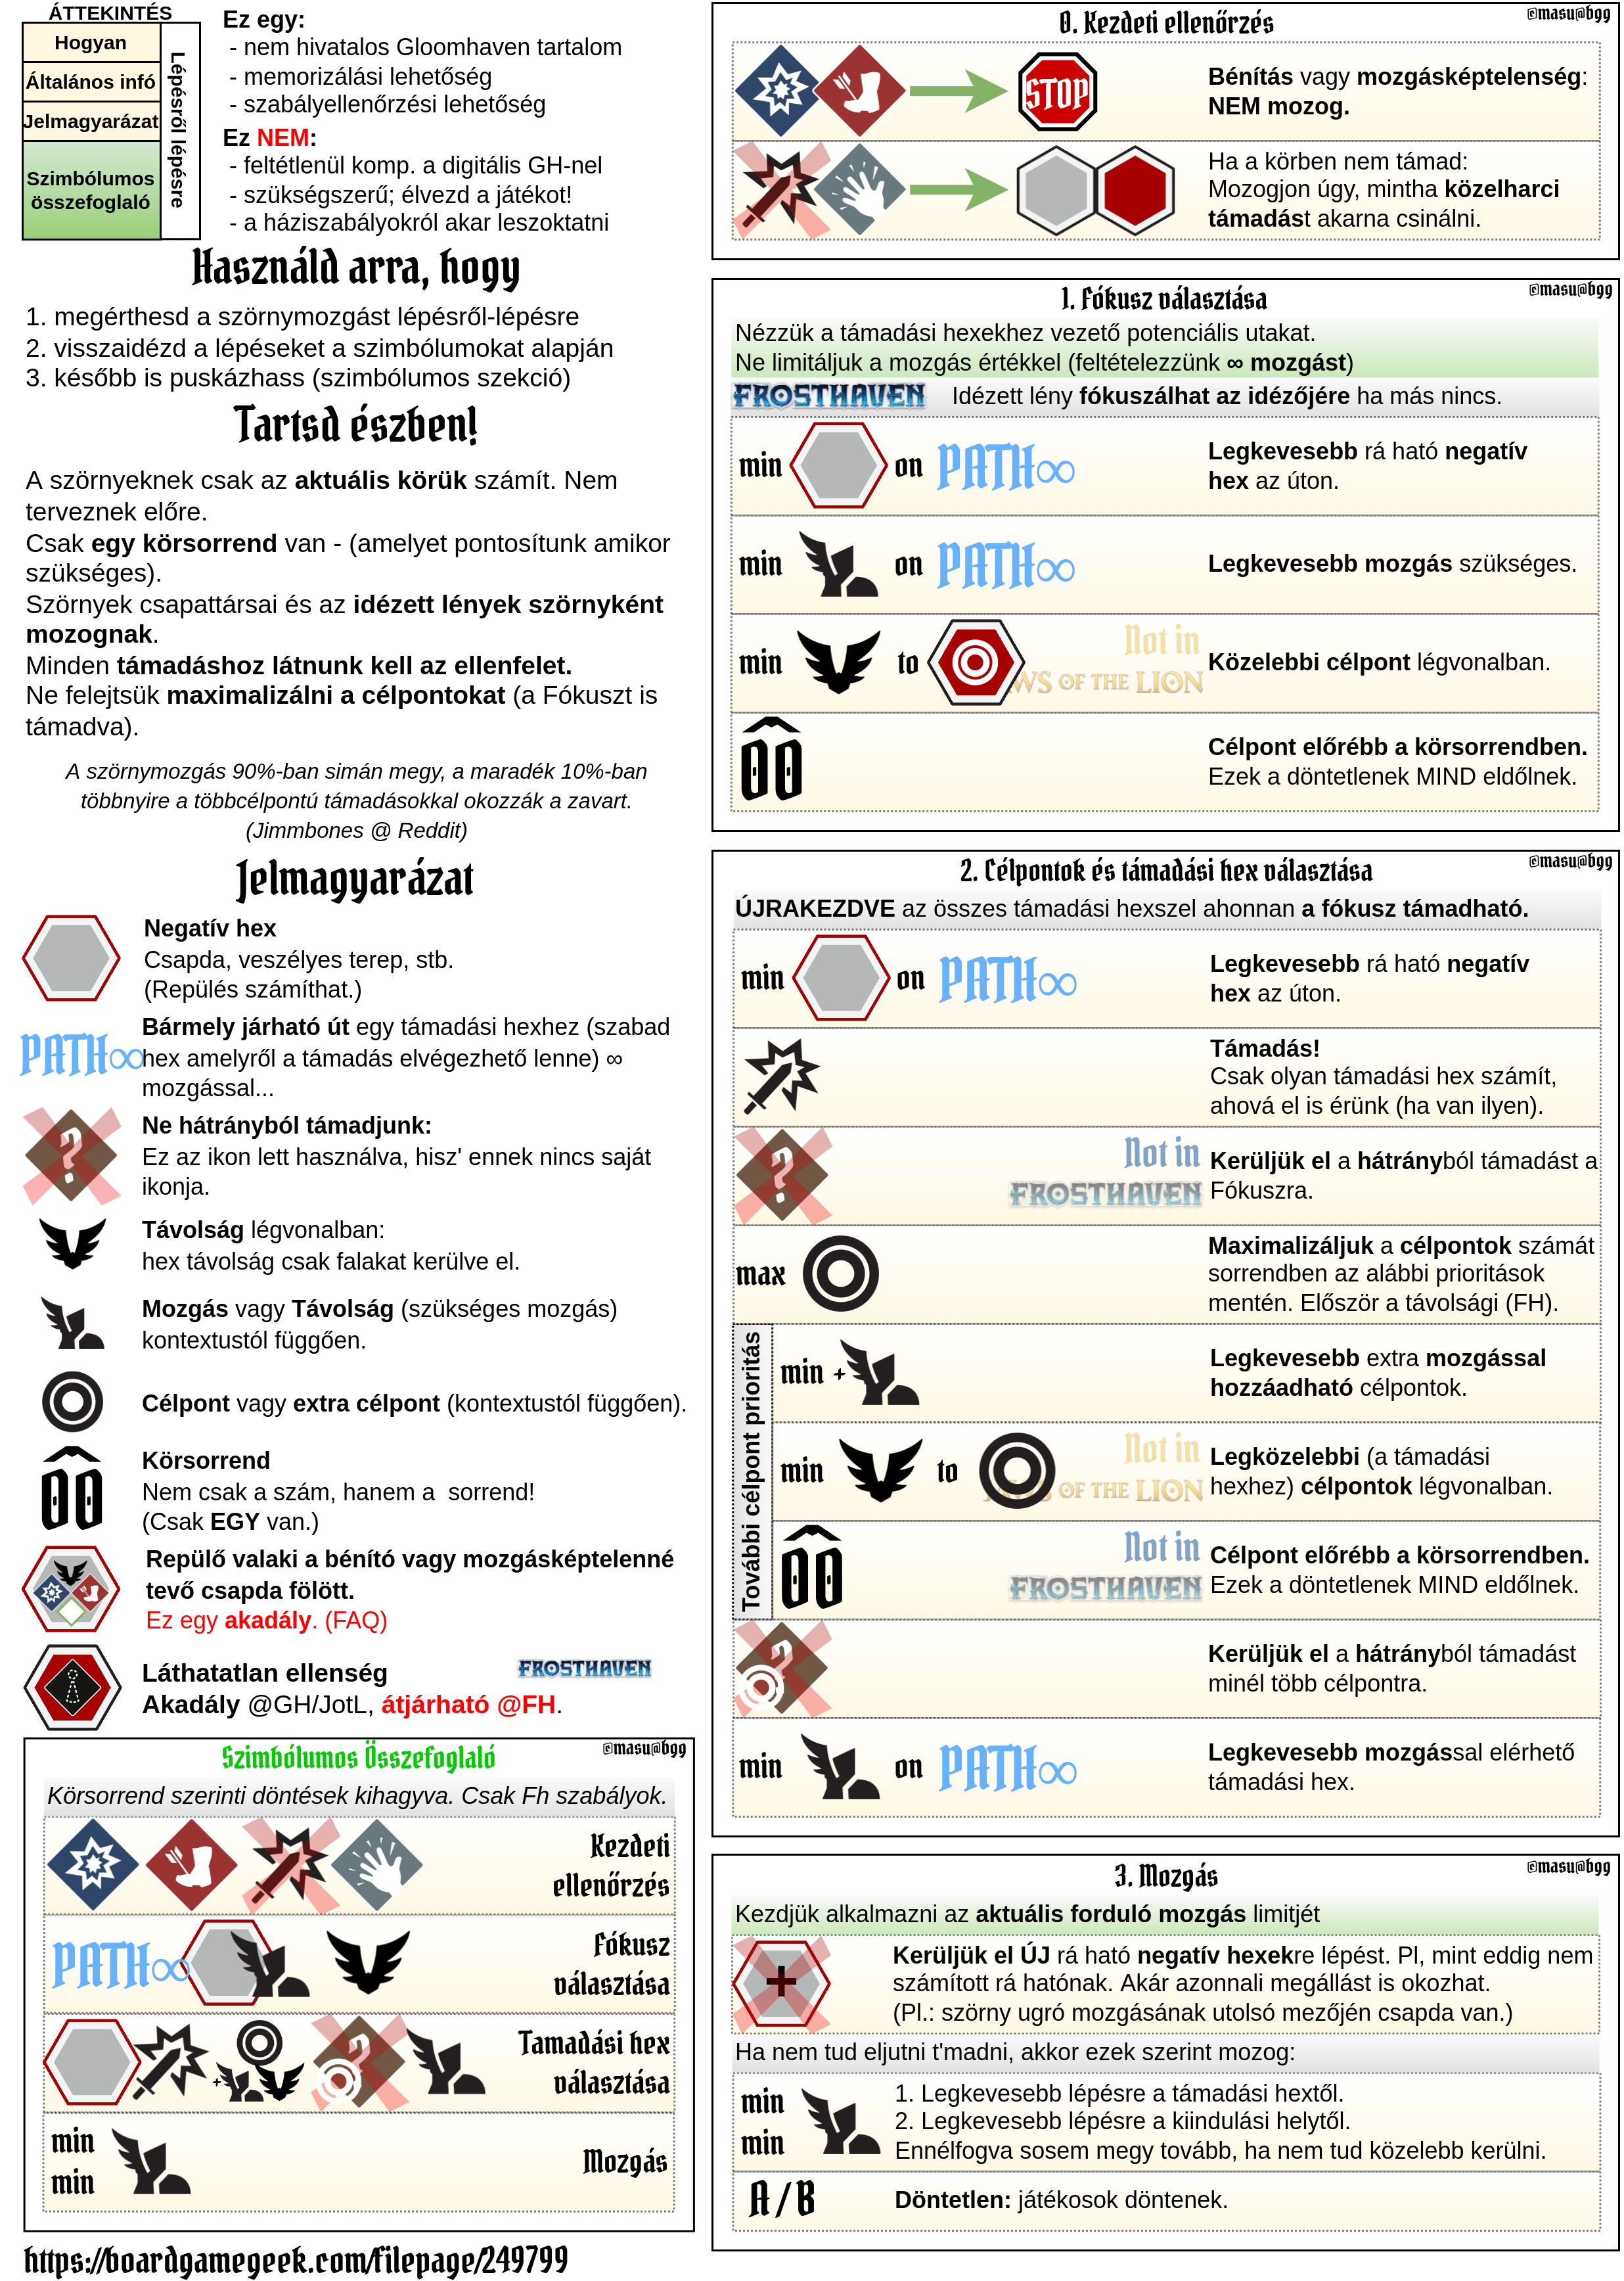 ÁTTEKINTÉS
Hogyan
Általános infó
Jelmagyarázat
Szimbólumos
összefoglaló
Lépésről lépésre
Ez egy:
- nem hivatalos Gloomhaven tartalom
- memorizálási lehetőség
- szabályellenőrzési lehetőség
Ez NEM:
- feltétlenül komp. a digitális GH-nel
- szükségszerű; élvezd a játékot!
- a háziszabályokról akar leszoktatni
Használd arra, hogy
1. megérthesd a szörnymozgást lépésről-lépésre
2. visszaidézd a lépéseket a szimbólumokat alapján
3. később is puskázhass (szimbólumos szekció)
Tartsd észben!
A szörnyeknek csak az aktuális körük számít. Nem
terveznek előre.
Csak egy körsorrend van - (amelyet pontosítunk amikor
szükséges).
Szörnyek csapattársai és az idézett lények szörnyként
mozognak.
Minden támadáshoz látnunk kell az ellenfelet.
Ne felejtsük maximalizálni a célpontokat (a Fókuszt is
támadva).
A szörnymozgás 90%-ban simán megy, a maradék 10%-ban
többnyire a többcélpontú támadásokkal okozzák a zavart.
(Jimmbones @ Reddit)
Jelmagyarázat
Negatív hex
Csapda, veszélyes terep, stb.
(Repülés számíthat.)
PATH∞
Bármely járható út egy támadási hexhez (szabad
hex amelyről a támadás elvégezhető lenne) ∞
mozgással...
?
Ne hátrányból támadjunk:
Ez az ikon lett használva, hisz' ennek nincs saját
ikonja.
Távolság légvonalban:
hex távolság csak falakat kerülve el.
Mozgás vagy Távolság (szükséges mozgás)
kontextustól függően.
Célpont vagy extra célpont (kontextustól függően).
00
Körsorrend
Nem csak a szám, hanem a  sorrend!
(Csak EGY van.)
Repülő valaki a bénító vagy mozgásképtelenné
tevő csapda fölött.
Ez egy akadály. (FAQ)
Láthatatlan ellenség
FROSTHAVEN
Akadály @GH/JotL, átjárható @FH.
Szimbólumos Összefoglaló
©masu@bgg
Körsorrend szerinti döntések kihagyva. Csak Fh szabályok.
Kezdeti
ellenőrzés
PATH∞
Fókusz
választása
+
?
Tamadási hex
választása
min
min
Mozgás
https://boardgamegeek.com/filepage/249799
0. Kezdeti ellenőrzés
©masu@bgg
STOP
Bénítás vagy mozgásképtelenség:
NEM mozog.
Ha a körben nem támad:
Mozogjon úgy, mintha közelharci
támadást akarna csinálni.
1. Fókusz választása
©masu@bgg
Nézzük a támadási hexekhez vezető potenciális utakat.
Ne limitáljuk a mozgás értékkel (feltételezzünk ∞ mozgást)
FROSTHAVEN
Idézett lény fókuszálhat az idézőjére ha más nincs.
min on PATH∞
Legkevesebb rá ható negatív
hex az úton.
min on PATH∞
Legkevesebb mozgás szükséges.
min to
Not in
WS OF THE LION
Közelebbi célpont légvonalban.
00
Célpont előrébb a körsorrendben.
Ezek a döntetlenek MIND eldőlnek.
2. Célpontok és támadási hex választása
©masu@bgg
ÚJRAKEZDVE az összes támadási hexszel ahonnan a fókusz támadható.
min on PATH∞
Legkevesebb rá ható negatív
hex az úton.
Támadás!
Csak olyan támadási hex számít,
ahová el is érünk (ha van ilyen).
?
Not in
FROSTHAVEN
Kerüljük el a hátrányból támadást a
Fókuszra.
max
Maximalizáljuk a célpontok számát
sorrendben az alábbi prioritások
mentén. Először a távolsági (FH).
További célpont prioritás
min +
Legkevesebb extra mozgással
hozzáadható célpontok.
min to
Not in
JAWS OF THE LION
Legközelebbi (a támadási
hexhez) célpontok légvonalban.
00
Not in
FROSTHAVEN
Célpont előrébb a körsorrendben.
Ezek a döntetlenek MIND eldőlnek.
?
Kerüljük el a hátrányból támadást
minél több célpontra.
min on PATH∞
Legkevesebb mozgással elérhető
támadási hex.
3. Mozgás
©masu@bgg
Kezdjük alkalmazni az aktuális forduló mozgás limitjét
+
Kerüljük el ÚJ rá ható negatív hexekre lépést. Pl, mint eddig nem
számított rá hatónak. Akár azonnali megállást is okozhat.
(Pl.: szörny ugró mozgásának utolsó mezőjén csapda van.)
Ha nem tud eljutni t'madni, akkor ezek szerint mozog:
min
min
1. Legkevesebb lépésre a támadási hextől.
2. Legkevesebb lépésre a kiindulási helytől.
Ennélfogva sosem megy tovább, ha nem tud közelebb kerülni.
A/B
Döntetlen: játékosok döntenek.